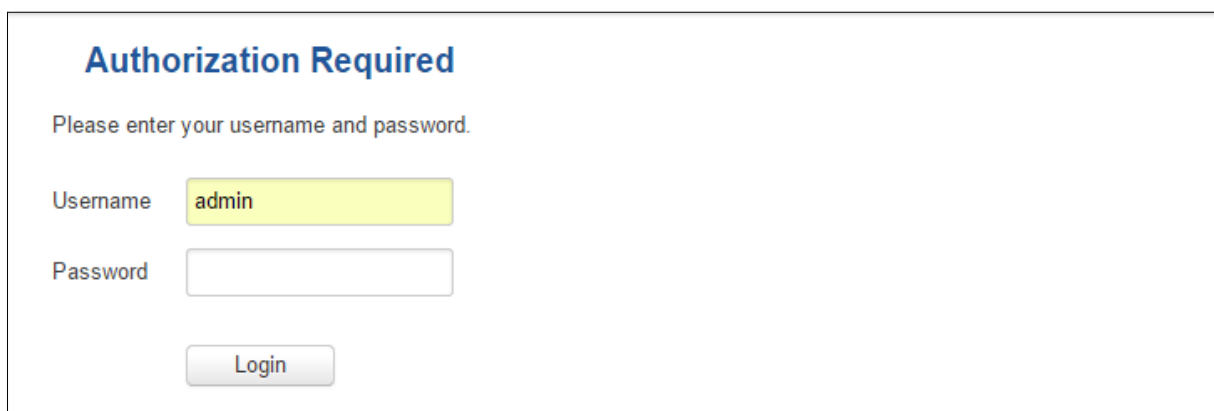 Authorization Required
Please enter your username and password.
Username admin
Password
Login